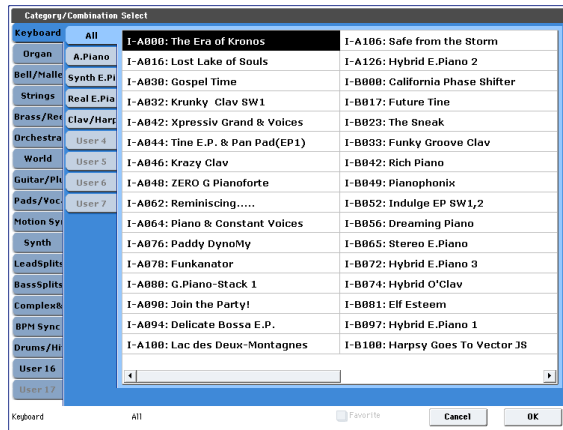 Category/Combination Select
Keyboard
Organ
Bell/Malle
Strings
Brass/Ree
Orchestra
World
Guitar/Plu
Pads/Voc
Motion Syn
Synth
LeadSplits
BassSplits
Complex&
BPM Sync
Drums/Hi
User 16
User 17
All
A.Piano
Synth E.Pi
Real E.Pia
Clav/Harp
User 4
User 5
User 6
User 7
I-A000: The Era of Kronos
I-A016: Lost Lake of Souls
I-A030: Gospel Time
I-A032: Krunky Clav SW1
I-A042: Xpressiv Grand & Voices
I-A044: Tine E.P. & Pan Pad(EP1)
I-A046: Krazy Clav
I-A048: ZERO G Pianoforte
I-A062: Reminiscing.....
I-A064: Piano & Constant Voices
I-A076: Paddy DynoMy
I-A078: Funkanator
I-A080: G.Piano-Stack 1
I-A090: Join the Party!
I-A094: Delicate Bossa E.P.
I-A100: Lac des Deux-Montagnes
I-A106: Safe from the Storm
I-A126: Hybrid E.Piano 2
I-B000: California Phase Shifter
I-B017: Future Tine
I-B023: The Sneak
I-B033: Funky Groove Clav
I-B042: Rich Piano
I-B049: Pianophonix
I-B052: Indulge EP SW1,2
I-B056: Dreaming Piano
I-B065: Stereo E.Piano
I-B072: Hybrid E.Piano 3
I-B074: Hybrid O'Clav
I-B081: Elf Esteem
I-B097: Hybrid E.Piano 1
I-B100: Harpsy Goes To Vector JS
Keyboard
All
Favorite
Cancel
OK